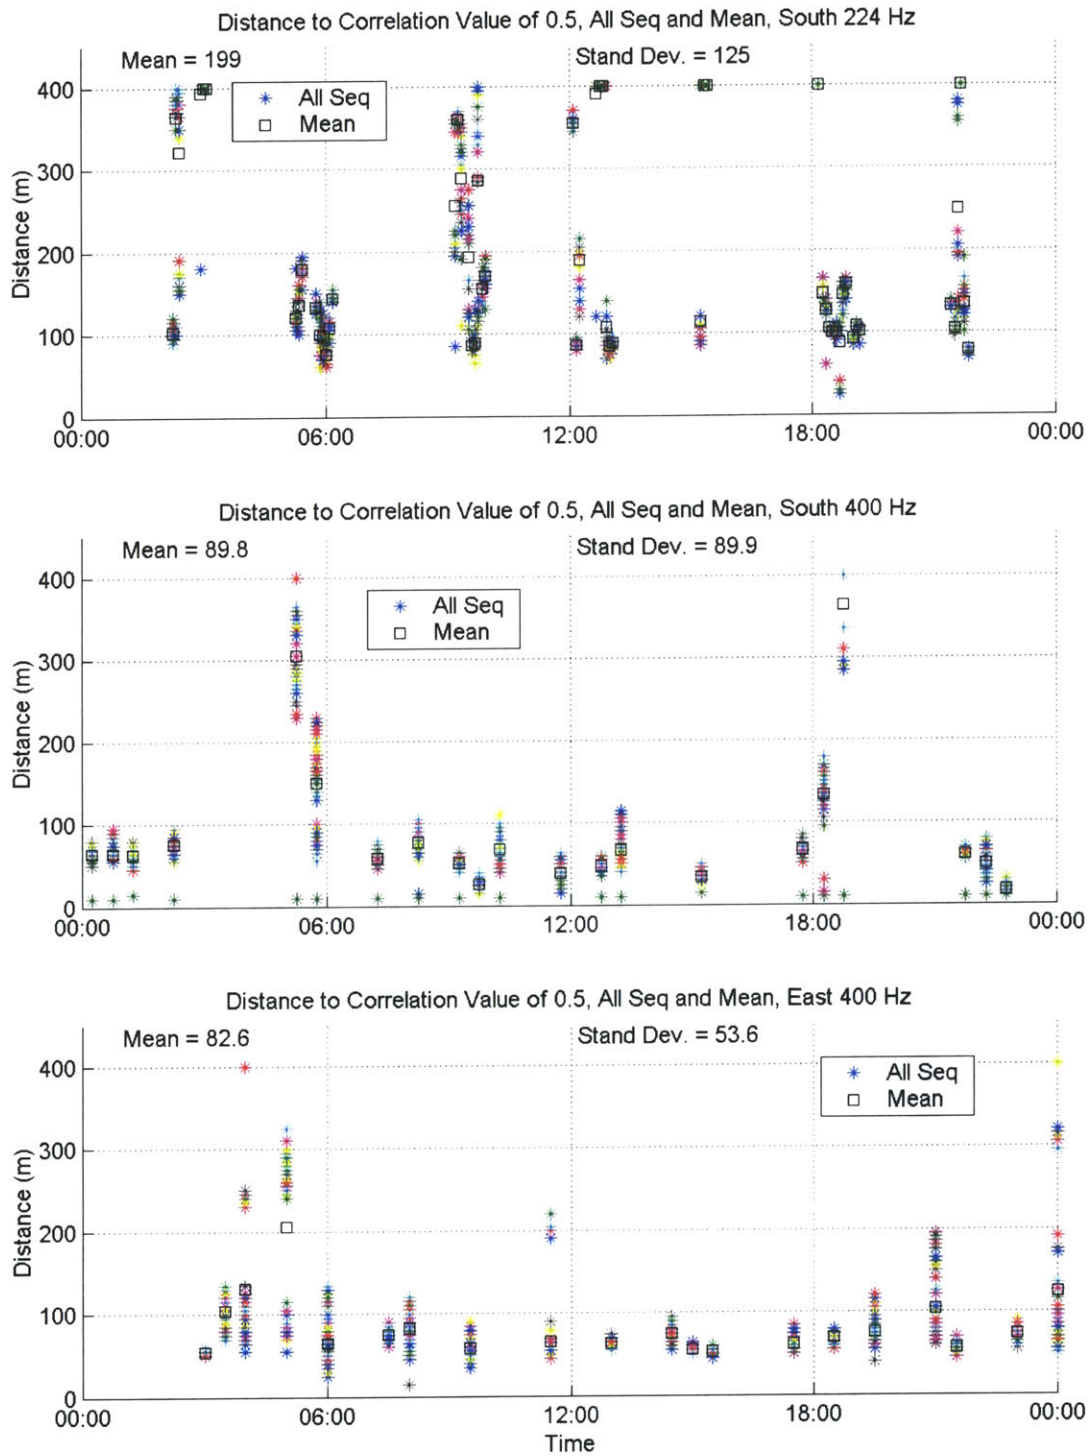 Distance to Correlation Value of 0.5, All Seq and Mean, South 224 Hz
Mean = 199
Stand Dev. = 125
All Seq
Mean
400
300
200
100
0
Distance (m)
00:00 06:00 12:00 18:00 00:00
Distance to Correlation Value of 0.5, All Seq and Mean, South 400 Hz
Mean = 89.8
Stand Dev. = 89.9
All Seq
Mean
400
300
200
100
0
Distance (m)
00:00 06:00 12:00 18:00 00:00
Distance to Correlation Value of 0.5, All Seq and Mean, East 400 Hz
Mean = 82.6
Stand Dev. = 53.6
All Seq
Mean
400
300
200
100
0
Distance (m)
00:00 06:00 12:00 18:00 00:00
Time